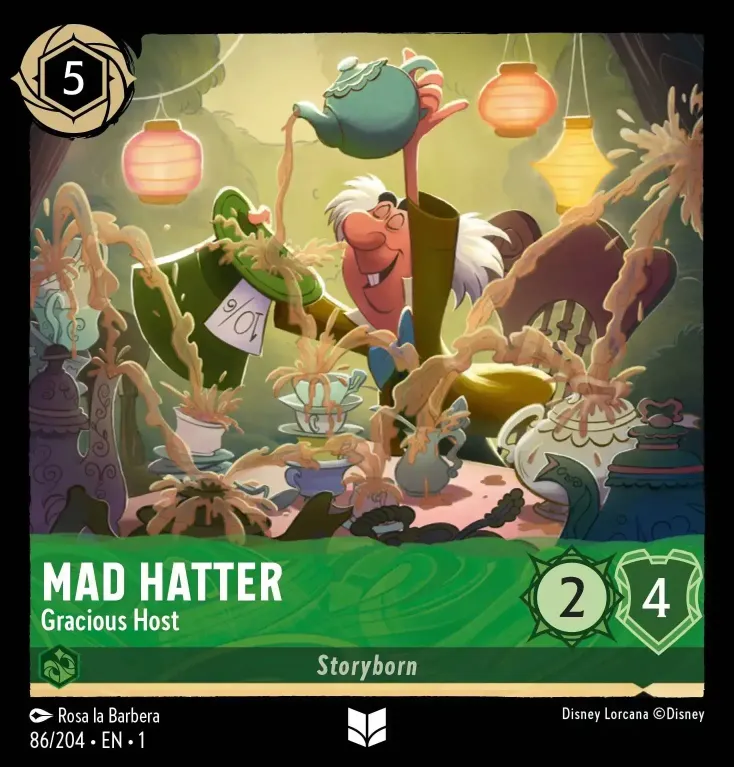 5
10/6
MAD HATTER
Gracious Host
2
4
Storyborn
Rosa la Barbera
Disney Lorcana ©Disney
86/204 • EN • 1